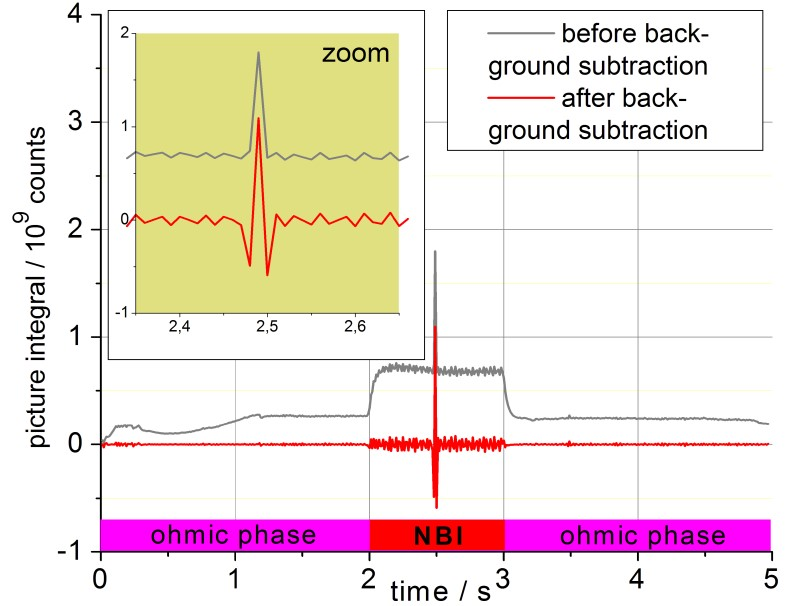 4
3
2
1
0
-1
picture integral / 10⁹ counts
2
1
0
-1
zoom
2,4
2,5
2,6
before back-
ground subtraction
after back-
ground subtraction
ohmic phase
NBI
ohmic phase
0
1
2
3
4
5
time / s